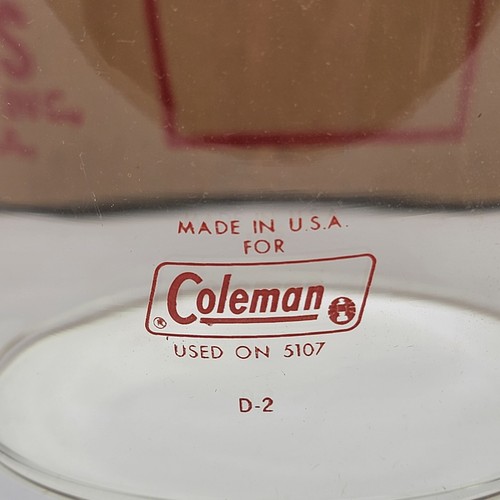 MADE IN U.S.A.
FOR
Coleman
®
USED ON 5107
D-2